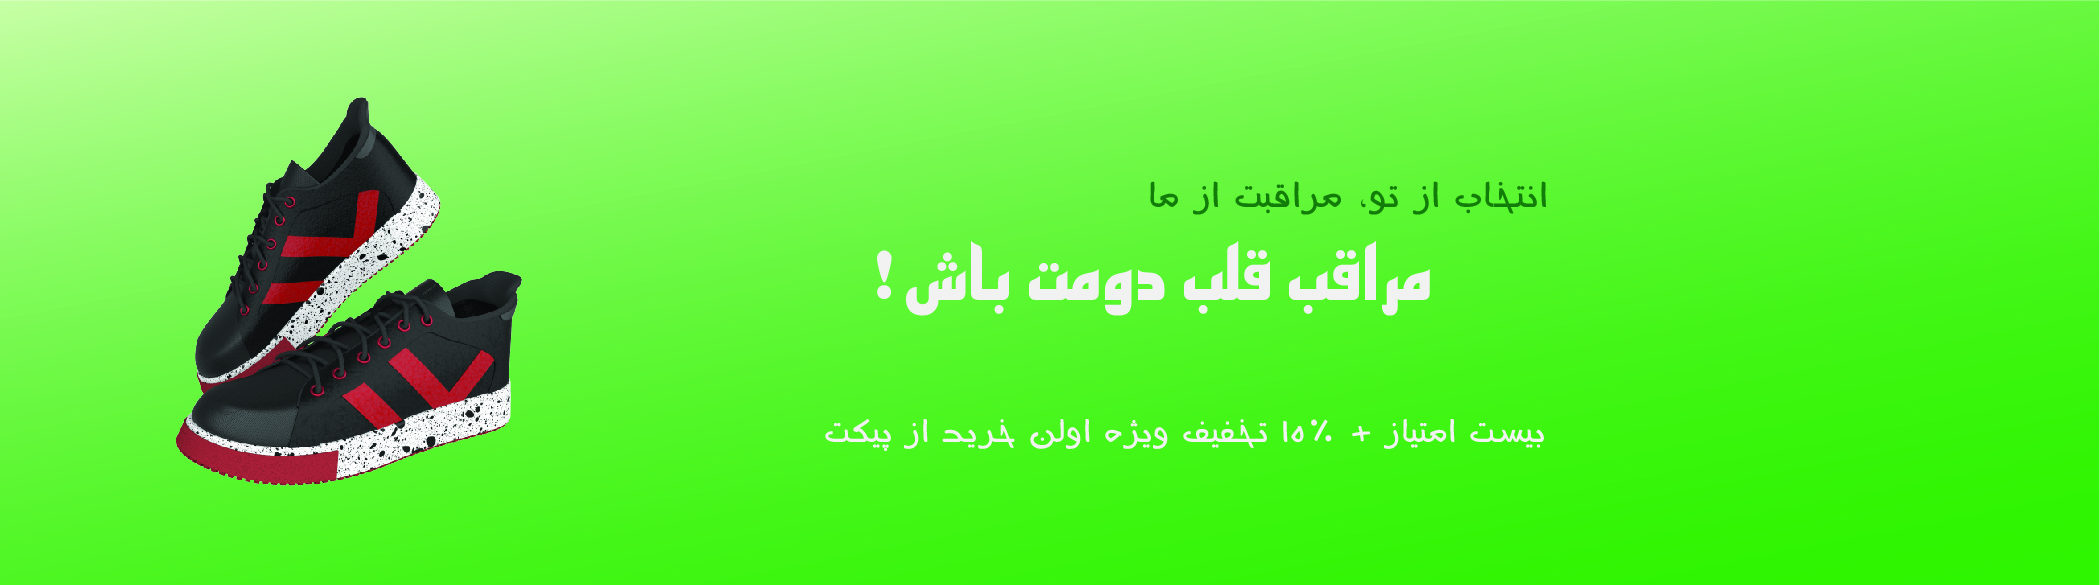 انتخاب از تو، مراقبت از ما
مراقب قلب دومت باش!
بیست امتیاز + ۱۵٪ تخفیف ویژه اولن خرید از پیکت